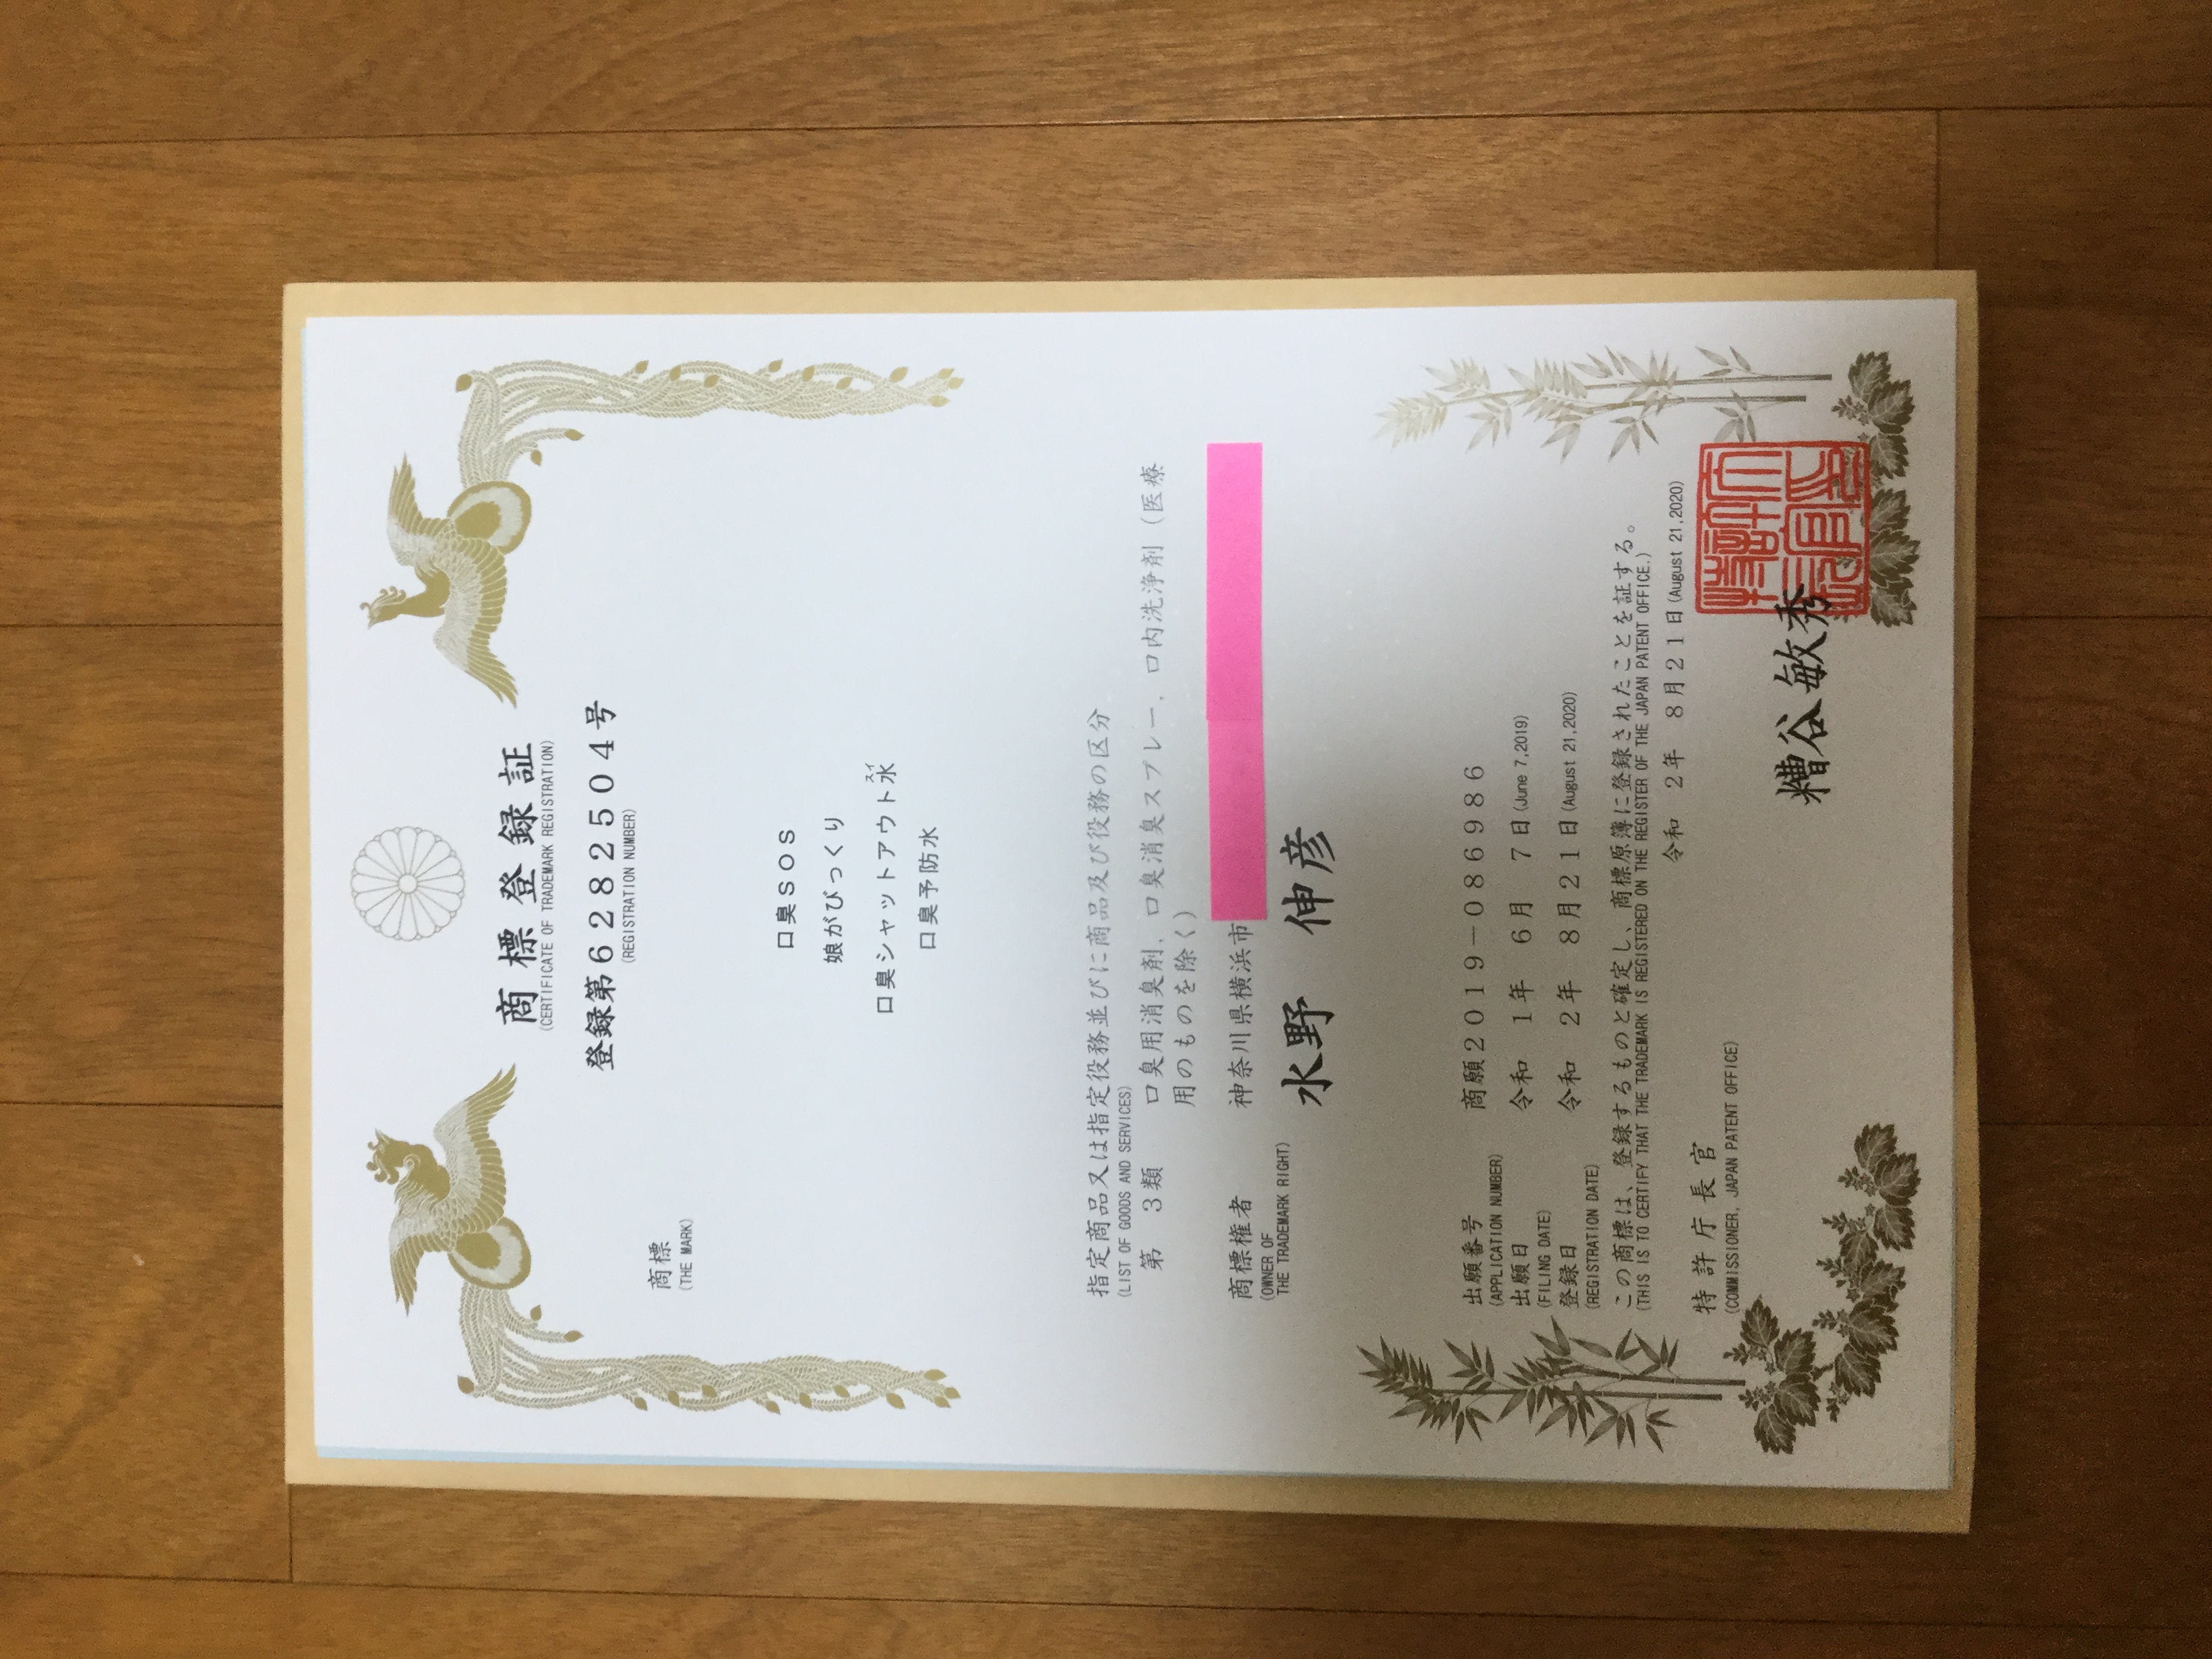 商標登録証
(CERTIFICATE OF TRADEMARK REGISTRATION)
登録第6282504号
(REGISTRATION NUMBER)
商標
(THE MARK)
口臭SOS
娘がびっくり
口臭シャットアウト水
スイ
口臭予防水
指定商品又は指定役務並びに商品及び役務の区分
(LIST OF GOODS AND SERVICES)
第 3類 口臭用消臭剤，口臭消臭スプレー，口内洗浄剤（医療
用のものを除く）
商標権者 神奈川県横浜市
(OWNER OF
THE TRADEMARK RIGHT)
水野 伸彦
出願番号 商願2019-086986
(APPLICATION NUMBER)
出願日 令和 1年 6月 7日(June 7,2019)
(FILING DATE)
登録日 令和 2年 8月21日(August 21,2020)
(REGISTRATION DATE)
この商標は、登録するものと確定し、商標原簿に登録されたことを証する。
(THIS IS TO CERTIFY THAT THE TRADEMARK IS REGISTERED ON THE REGISTER OF THE JAPAN PATENT OFFICE.)
令和 2年 8月21日(August 21,2020)
特許庁長官
(COMMISSIONER, JAPAN PATENT OFFICE)
糟谷敏秀